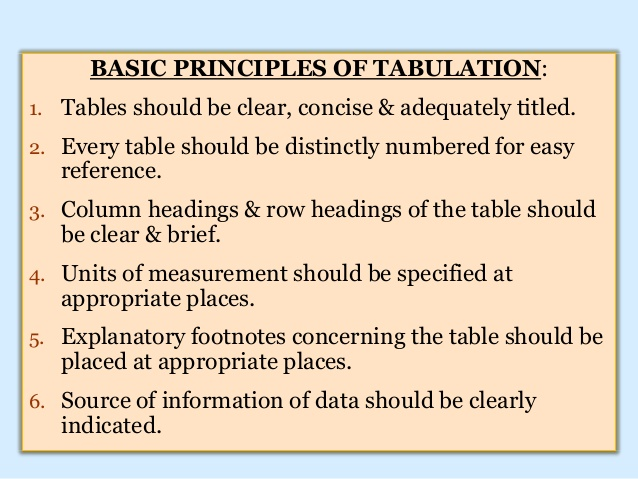 BASIC PRINCIPLES OF TABULATION:
1. Tables should be clear, concise & adequately titled.
2. Every table should be distinctly numbered for easy
reference.
3. Column headings & row headings of the table should
be clear & brief.
4. Units of measurement should be specified at
appropriate places.
5. Explanatory footnotes concerning the table should be
placed at appropriate places.
6. Source of information of data should be clearly
indicated.